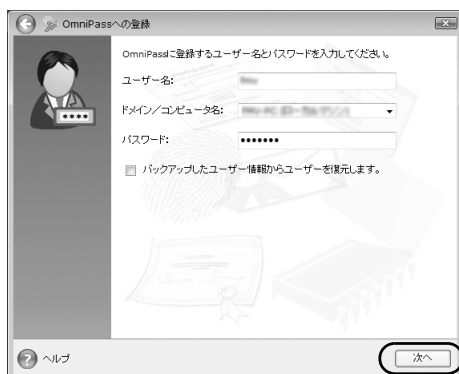 OmniPassへの登録
OmniPassに登録するユーザー名とパスワードを入力してください。
ユーザー名:
ドメイン/コンピュータ名:
パスワード: •••••••
バックアップしたユーザー情報からユーザーを復元します。
ヘルプ
次へ